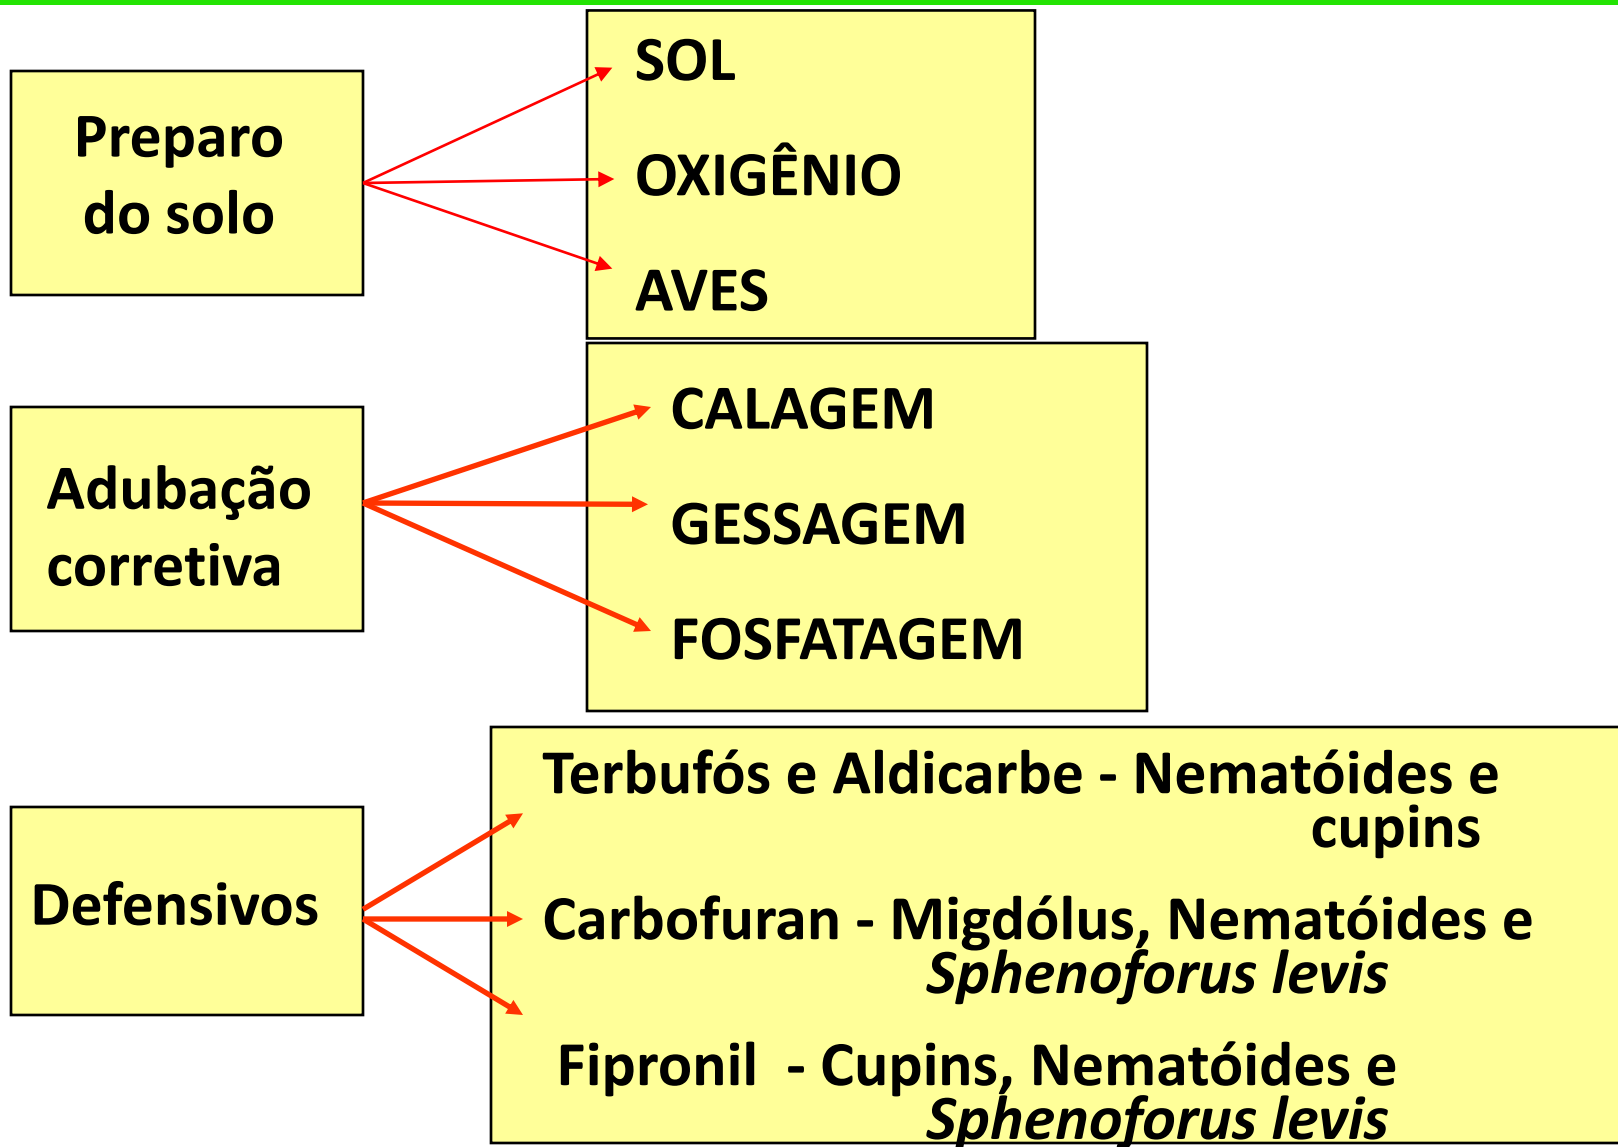 Preparo
do solo
SOL
OXIGÊNIO
AVES
Adubação
corretiva
CALAGEM
GESSAGEM
FOSFATAGEM
Defensivos
Terbufós e Aldicarbe - Nematóides e
cupins
Carbofuran - Migdólus, Nematóides e
Sphenoforus levis
Fipronil - Cupins, Nematóides e
Sphenoforus levis